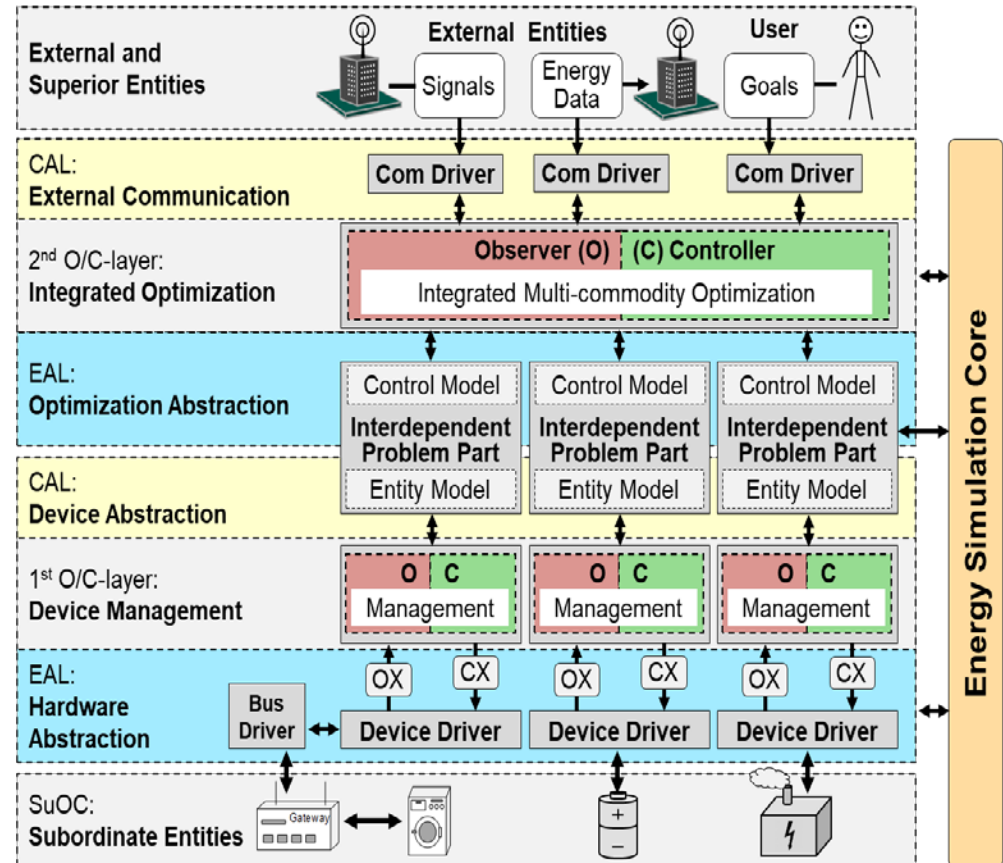 External and
Superior Entities
External Entities
User
Signals
Energy
Data
Goals
CAL:
External Communication
Com Driver
Com Driver
Com Driver
2nd O/C-layer:
Integrated Optimization
Observer (O)
(C) Controller
Integrated Multi-commodity Optimization
EAL:
Optimization Abstraction
Control Model
Control Model
Control Model
Interdependent
Problem Part
Interdependent
Problem Part
Interdependent
Problem Part
CAL:
Device Abstraction
Entity Model
Entity Model
Entity Model
1st O/C-layer:
Device Management
O C
Management
O C
Management
O C
Management
EAL:
Hardware
Abstraction
OX
CX
OX
CX
OX
CX
Bus
Driver
Device Driver
Device Driver
Device Driver
SuOC:
Subordinate Entities
Gateway
+
−
Energy Simulation Core